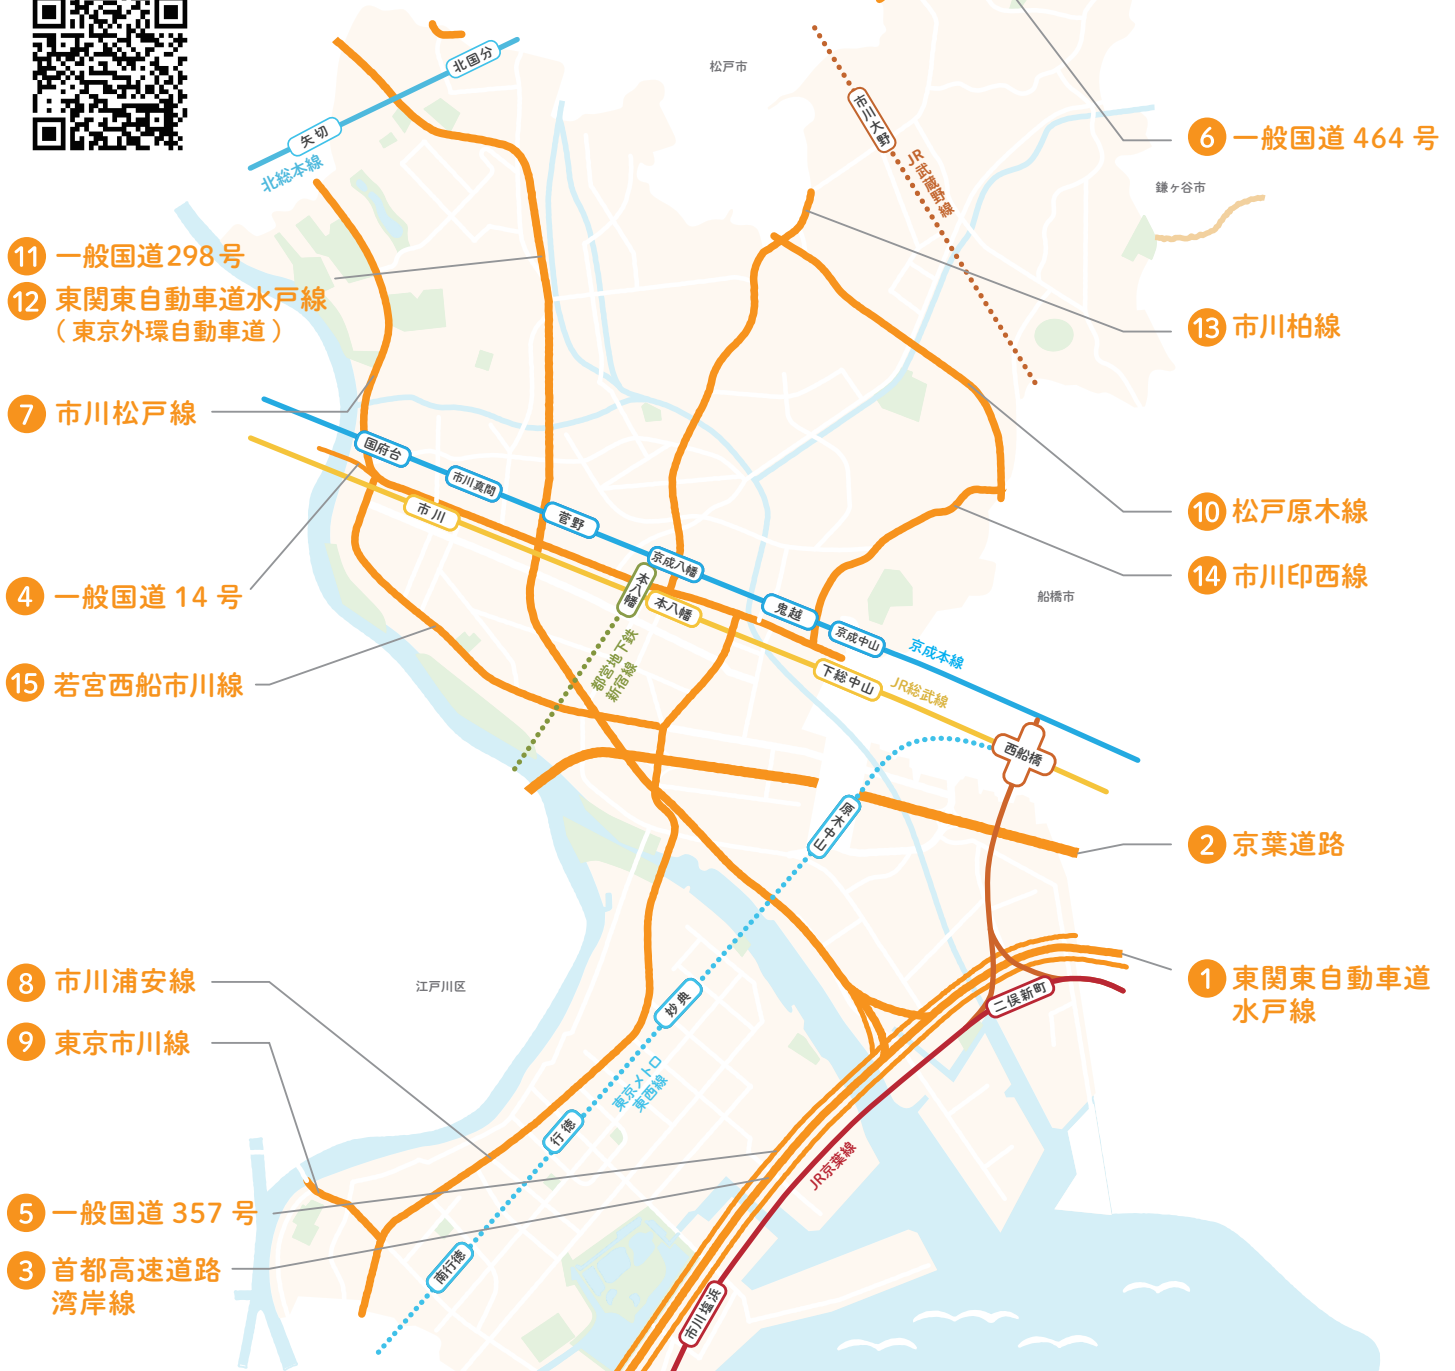 北国分
矢切
北総本線
松戸市
市川大野
JR武蔵野線
6 一般国道 464 号
鎌ヶ谷市
11 一般国道298号
12 東関東自動車道水戸線
（東京外環自動車道）
13 市川柏線
7 市川松戸線
国府台
市川真間
市川
菅野
京成八幡
本八幡
本八幡
鬼越
京成中山
下総中山
京成本線
JR総武線
都営地下鉄
新宿線
10 松戸原木線
14 市川印西線
船橋市
4 一般国道 14 号
15 若宮西船市川線
西船橋
原木中山
2 京葉道路
8 市川浦安線
江戸川区
妙典
二俣新町
1 東関東自動車道
水戸線
9 東京市川線
東京メトロ
東西線
行徳
JR京葉線
5 一般国道 357 号
3 首都高速道路
湾岸線
南行徳
市川塩浜